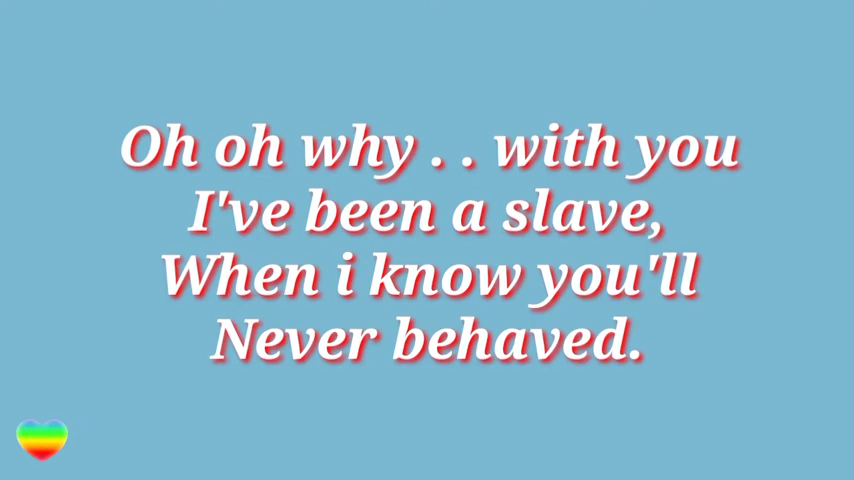 Oh oh why . . with you
I've been a slave,
When i know you'll
Never behaved.